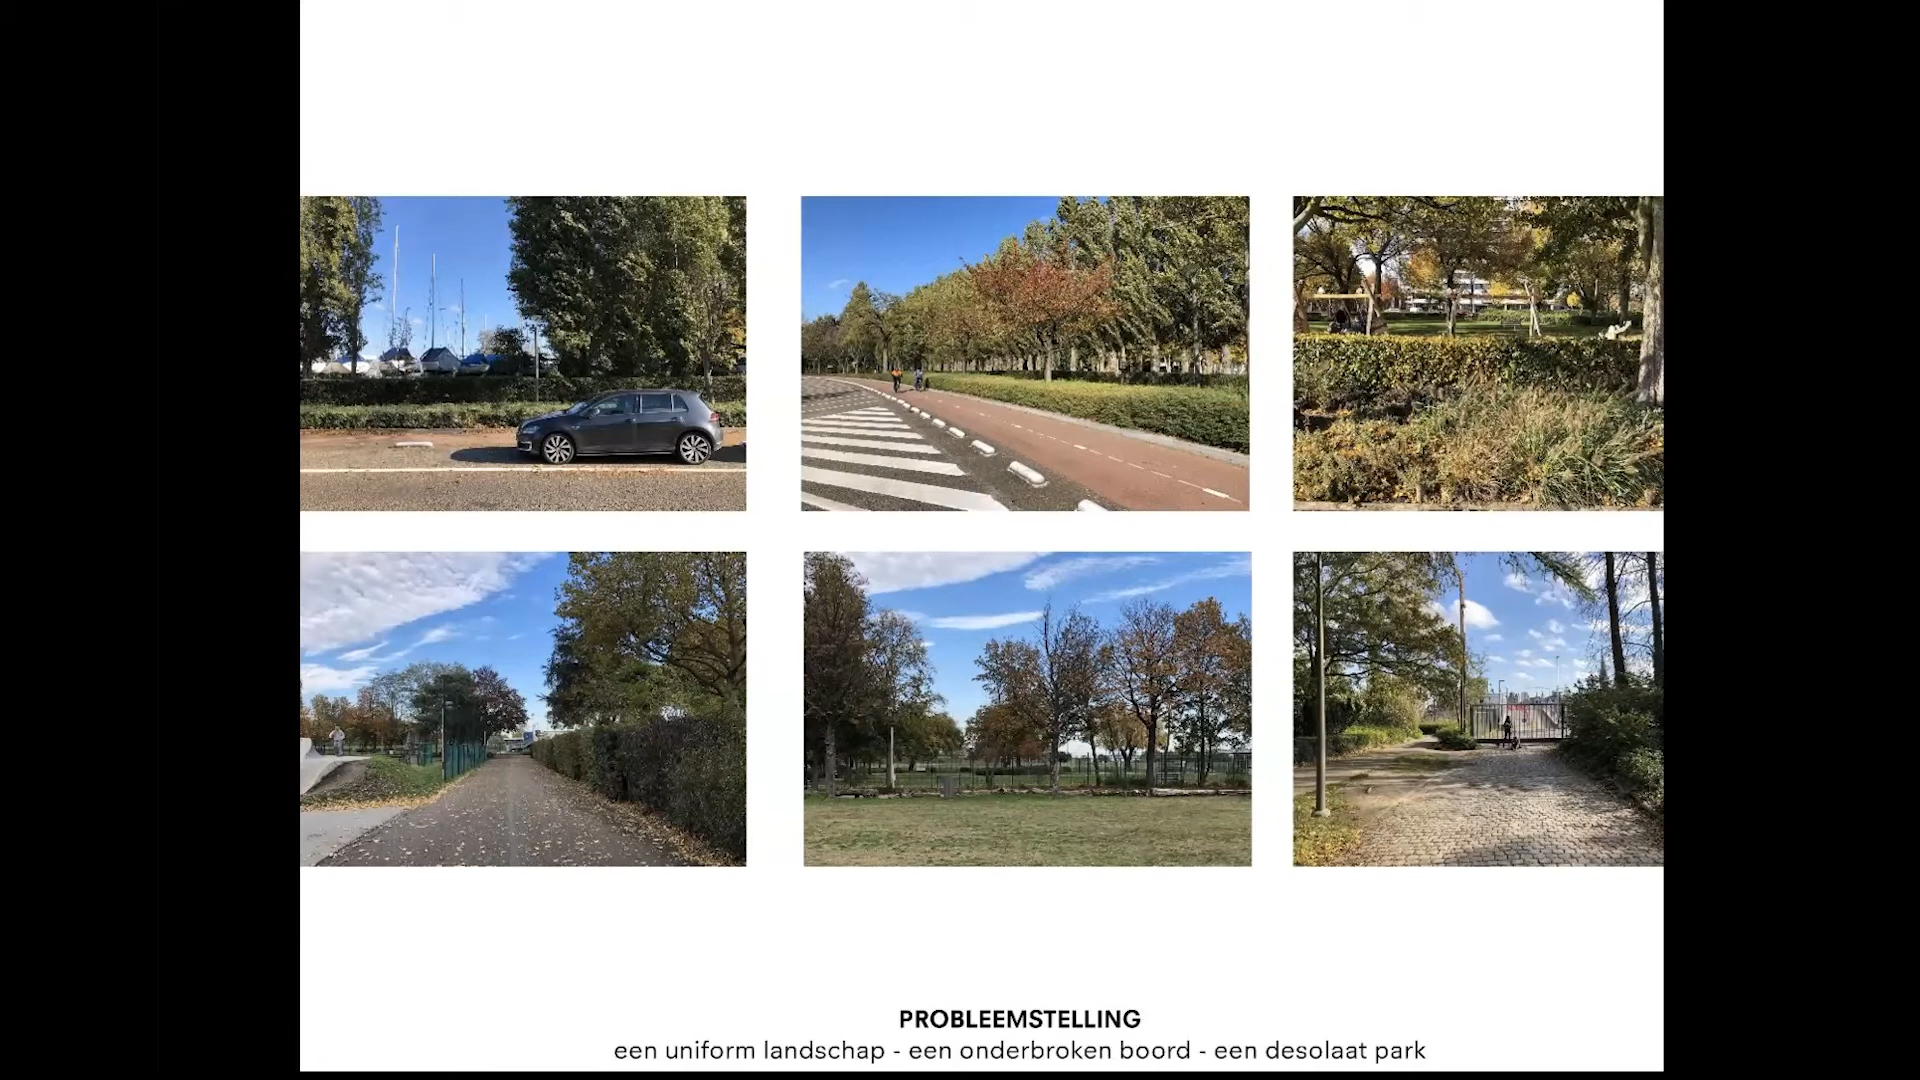 PROBLEEMSTELLING
een uniform landschap - een onderbroken boord - een desolaat park